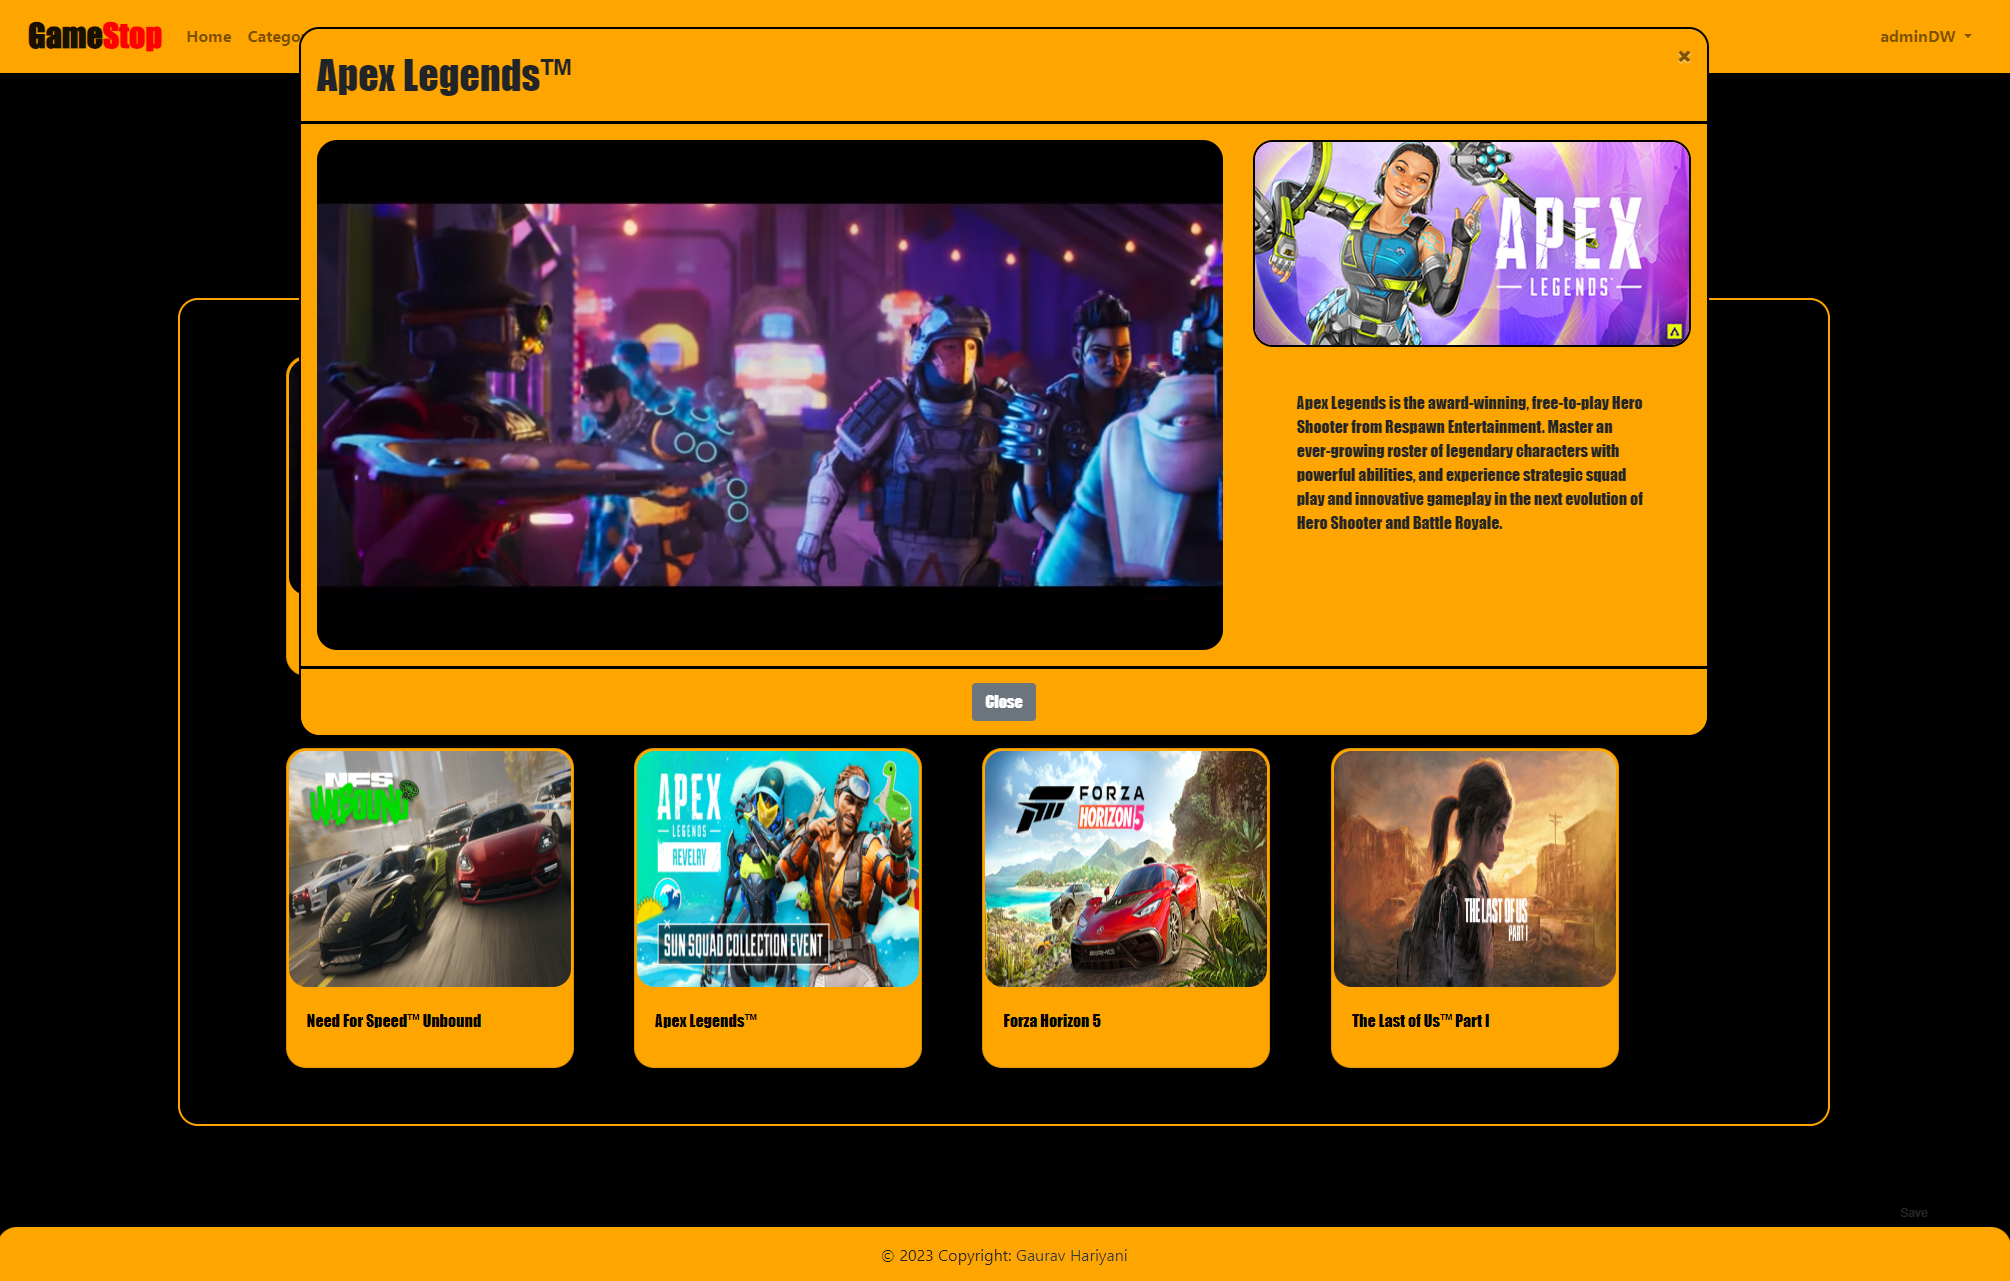 GameStop
Home
adminDW
Apex Legends™
×
APEX
LEGENDS
Apex Legends is the award-winning, free-to-play Hero
Shooter from Respawn Entertainment. Master an
ever-growing roster of legendary characters with
powerful abilities, and experience strategic squad
play and innovative gameplay in the next evolution of
Hero Shooter and Battle Royale.
Close
NFS
UNBOUND
APEX
LEGENDS
REVELRY
SUN SQUAD COLLECTION EVENT
FORZA
HORIZON 5
THE LAST OF US
PART I
Need For Speed™ Unbound
Apex Legends™
Forza Horizon 5
The Last of Us™ Part I
Save
© 2023 Copyright: Gaurav Hariyani